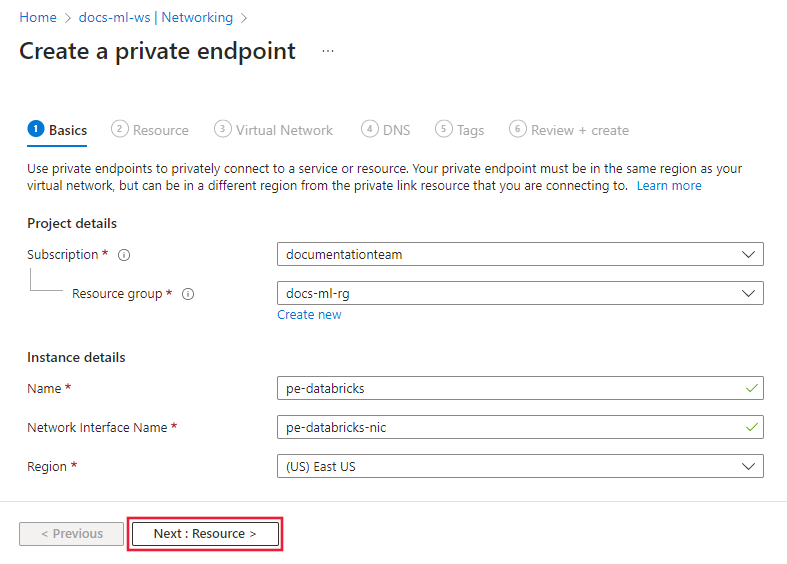 Home > docs-ml-ws | Networking >
Create a private endpoint ...
1 Basics 2 Resource 3 Virtual Network 4 DNS 5 Tags 6 Review + create
Use private endpoints to privately connect to a service or resource. Your private endpoint must be in the same region as your
virtual network, but can be in a different region from the private link resource that you are connecting to. Learn more
Project details
Subscription * documentationteam
Resource group * docs-ml-rg
Create new
Instance details
Name * pe-databricks
Network Interface Name * pe-databricks-nic
Region * (US) East US
< Previous Next : Resource >